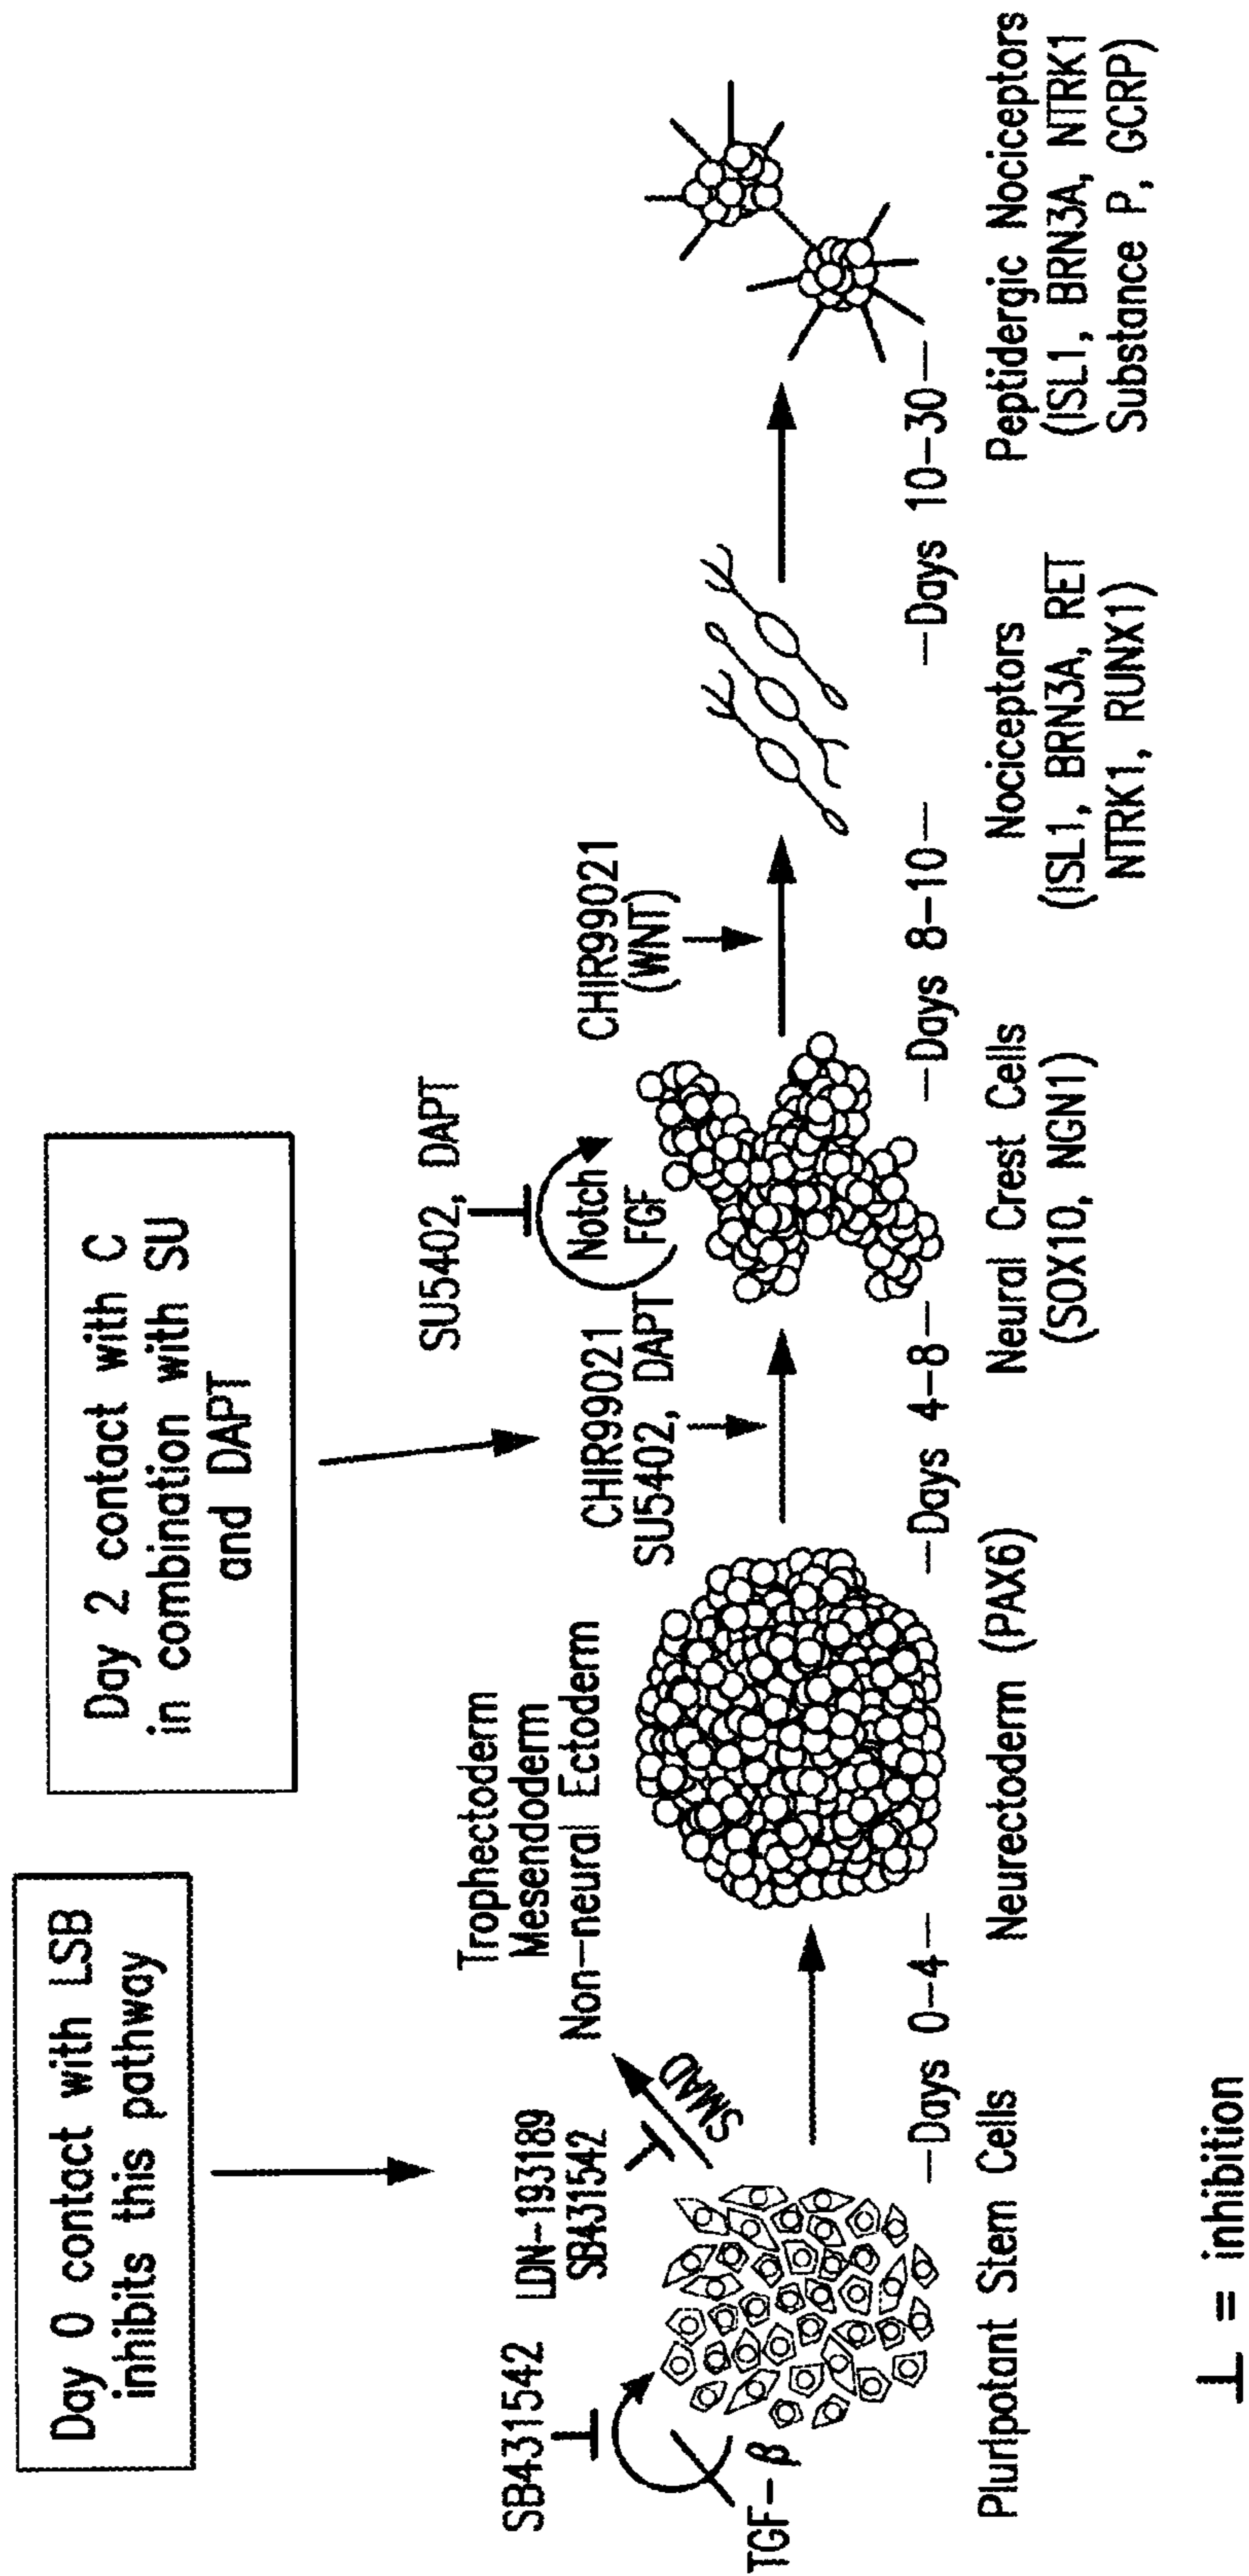 Day 0 contact with LSB
inhibits this pathway
Day 2 contact with C
in combination with SU
and DAPT
SB431542
TGF-β
LDN-193189
SB431542
SMAD
Trophectoderm
Mesendoderm
Non-neural Ectoderm
CHIR99021
SU5402, DAPT
SU5402, DAPT
Notch
FGF
CHIR99021
(WNT)
—Days 0-4—
—Days 4-8—
—Days 8-10—
—Days 10-30—
Pluripotant Stem Cells
Neurectoderm (PAX6)
Neural Crest Cells
(SOX10, NGN1)
Nociceptors
(ISL1, BRN3A, RET
NTRK1, RUNX1)
Peptidergic Nociceptors
(ISL1, BRN3A, NTRK1
Substance P, GCRP)
⊥ = inhibition